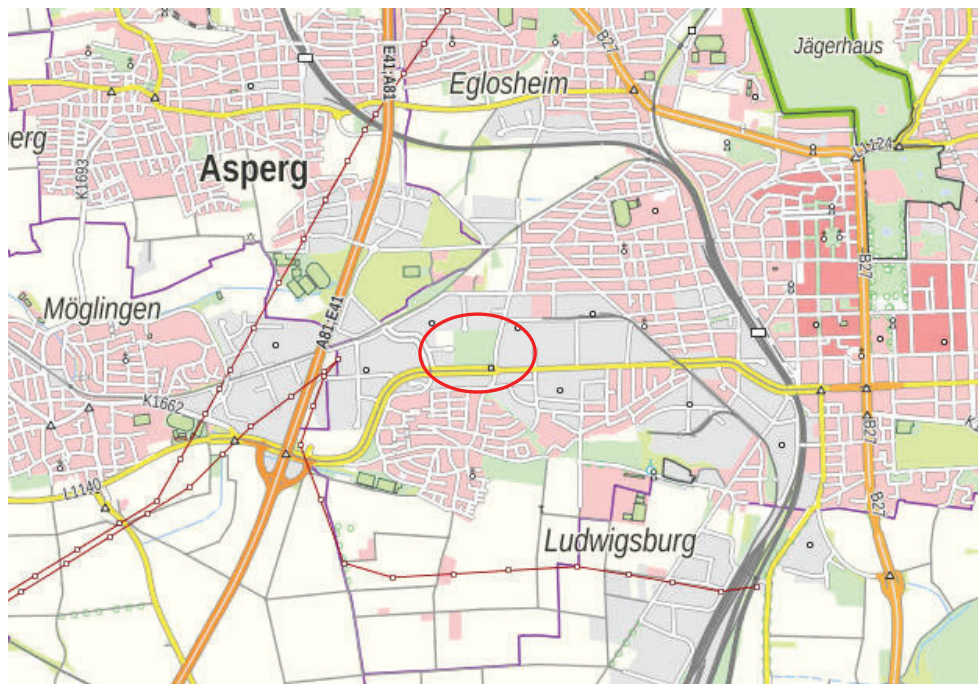 B27
Jägerhaus
E41;A81
Eglosheim
erg
L1124
K1693
Asperg
B27
Möglingen
A81;E41
K1662
B27
L1140
B27
Ludwigsburg